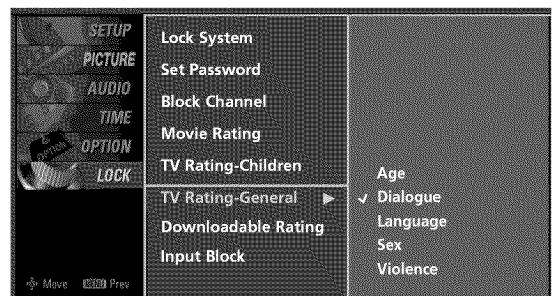 SETUP
PICTURE
AUDIO
TIME
OPTION
OPTION
LOCK
Move MENU Prev
Lock System
Set Password
Block Channel
Movie Rating
TV Rating-Children
TV Rating-General
Downloadable Rating
Input Block
Age
Dialogue
Language
Sex
Violence